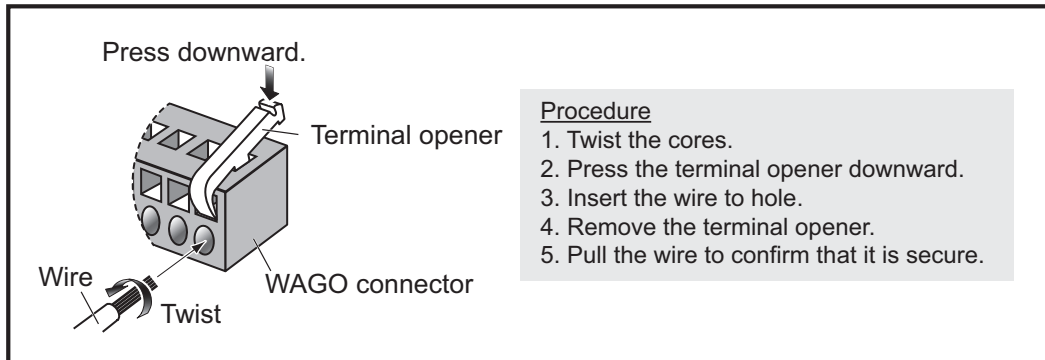 Press downward.
Terminal opener
WAGO connector
Wire
Twist
Procedure
1. Twist the cores.
2. Press the terminal opener downward.
3. Insert the wire to hole.
4. Remove the terminal opener.
5. Pull the wire to confirm that it is secure.